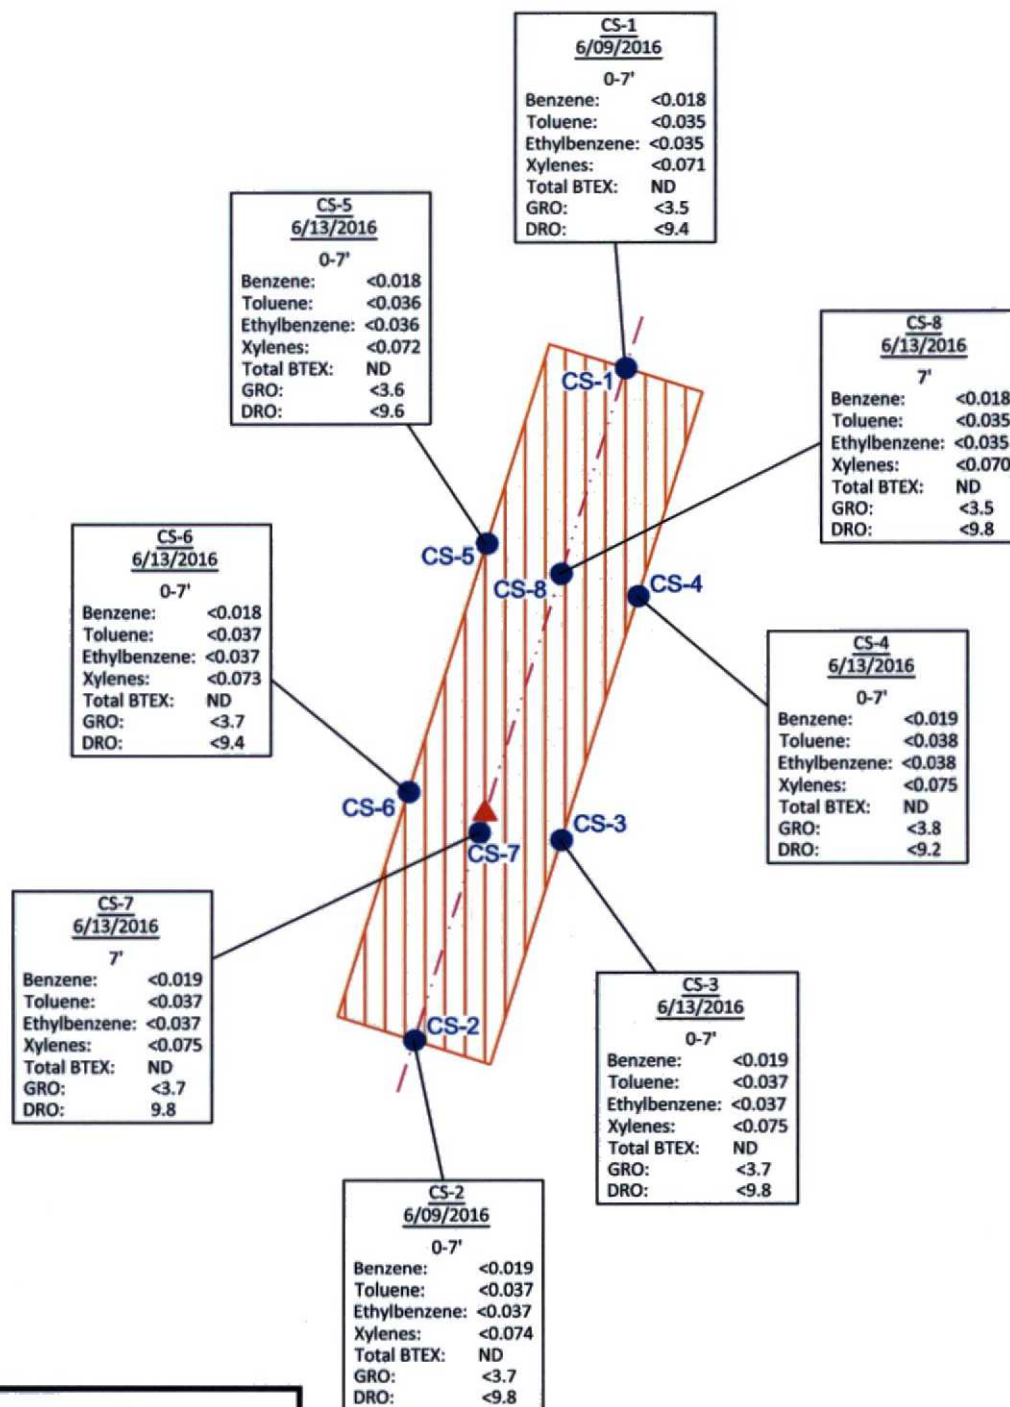 CS-1
6/09/2016
0-7'
Benzene: <0.018
Toluene: <0.035
Ethylbenzene: <0.035
Xylenes: <0.071
Total BTEX: ND
GRO: <3.5
DRO: <9.4
CS-5
6/13/2016
0-7'
Benzene: <0.018
Toluene: <0.036
Ethylbenzene: <0.036
Xylenes: <0.072
Total BTEX: ND
GRO: <3.6
DRO: <9.6
CS-8
6/13/2016
7'
Benzene: <0.018
Toluene: <0.035
Ethylbenzene: <0.035
Xylenes: <0.070
Total BTEX: ND
GRO: <3.5
DRO: <9.8
CS-6
6/13/2016
0-7'
Benzene: <0.018
Toluene: <0.037
Ethylbenzene: <0.037
Xylenes: <0.073
Total BTEX: ND
GRO: <3.7
DRO: <9.4
CS-4
6/13/2016
0-7'
Benzene: <0.019
Toluene: <0.038
Ethylbenzene: <0.038
Xylenes: <0.075
Total BTEX: ND
GRO: <3.8
DRO: <9.2
CS-7
6/13/2016
7'
Benzene: <0.019
Toluene: <0.037
Ethylbenzene: <0.037
Xylenes: <0.075
Total BTEX: ND
GRO: <3.7
DRO: 9.8
CS-3
6/13/2016
0-7'
Benzene: <0.019
Toluene: <0.037
Ethylbenzene: <0.037
Xylenes: <0.075
Total BTEX: ND
GRO: <3.7
DRO: <9.8
CS-2
6/09/2016
0-7'
Benzene: <0.019
Toluene: <0.037
Ethylbenzene: <0.037
Xylenes: <0.074
Total BTEX: ND
GRO: <3.7
DRO: <9.8
CS-1
CS-5
CS-8
CS-4
CS-6
CS-3
CS-7
CS-2